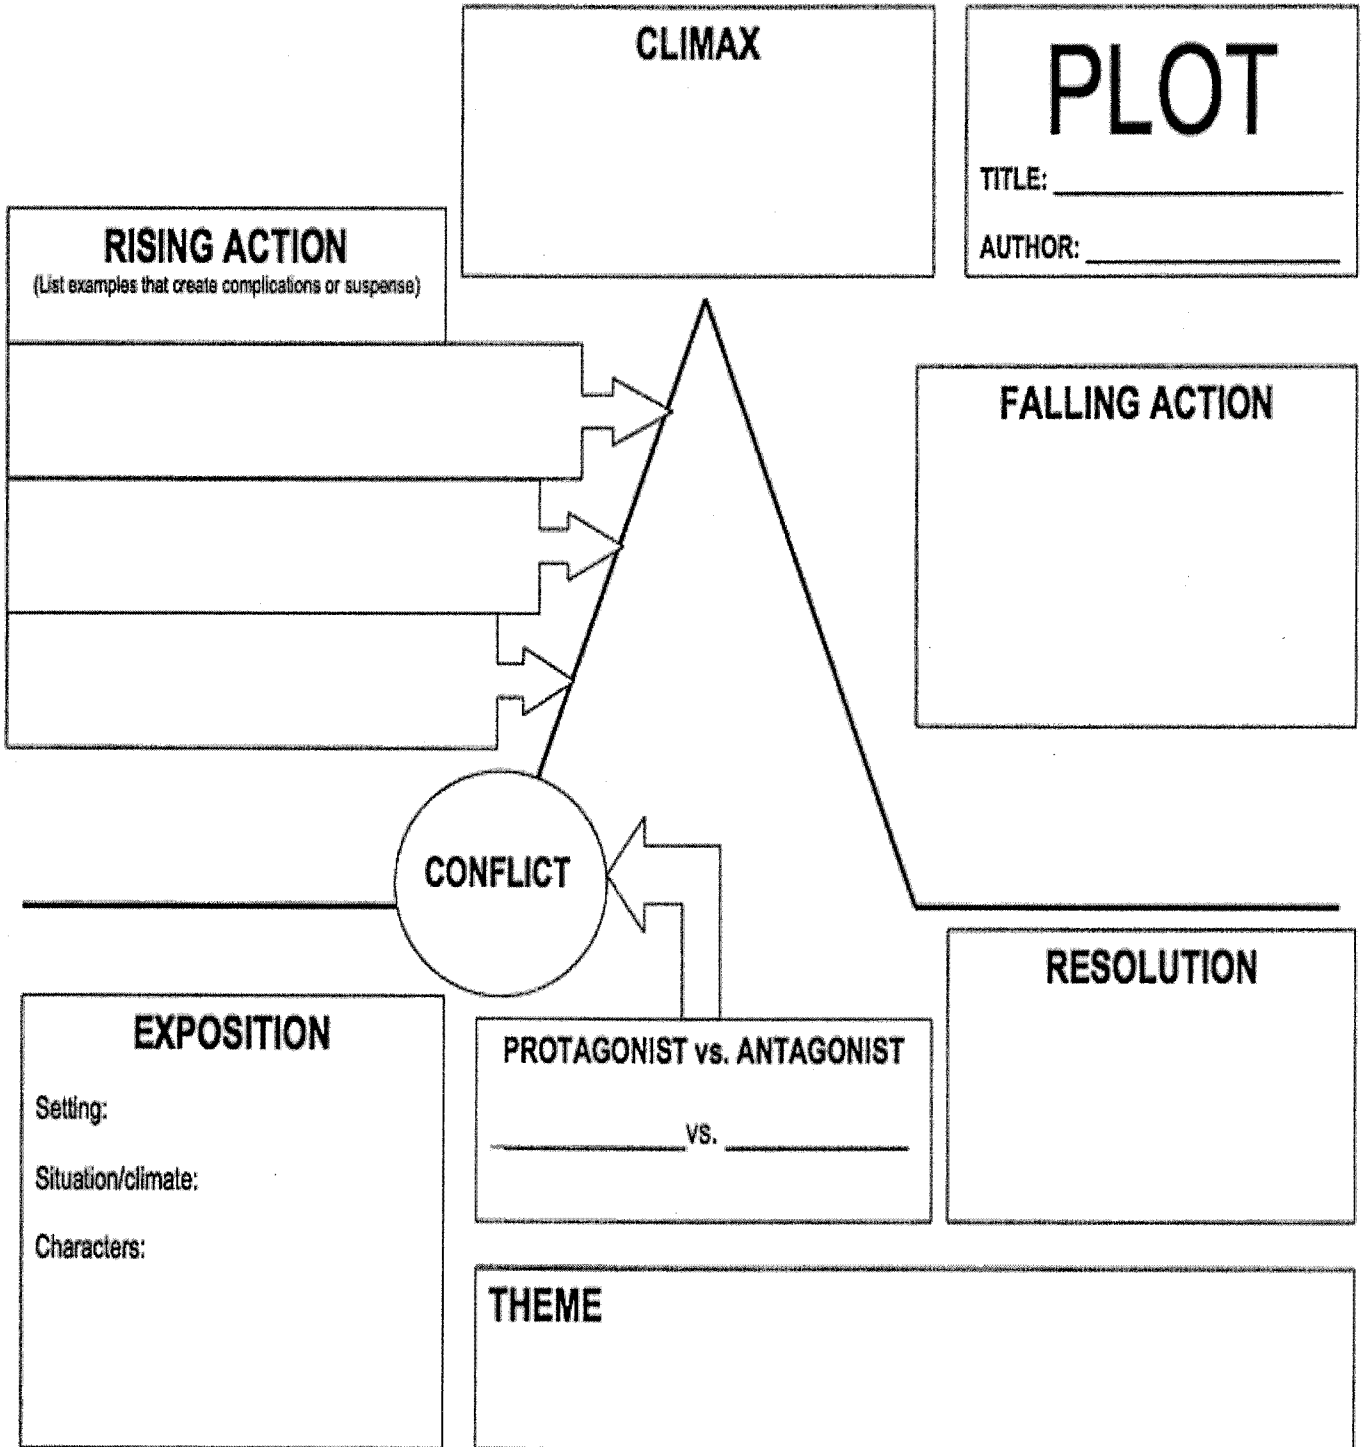 CLIMAX
PLOT
TITLE:
AUTHOR:
RISING ACTION
(List examples that create complications or suspense)
FALLING ACTION
CONFLICT
EXPOSITION
Setting:
Situation/climate:
Characters:
PROTAGONIST vs. ANTAGONIST
vs.
RESOLUTION
THEME